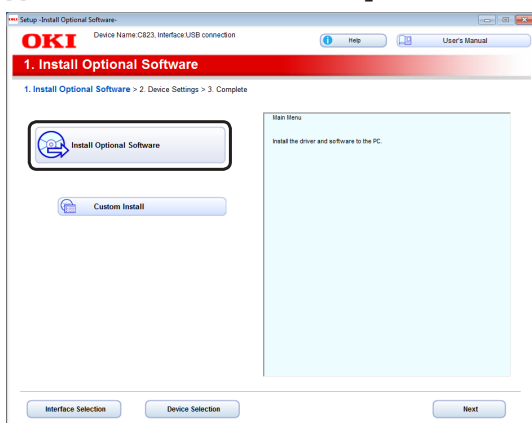 Setup -Install Optional Software-
OKI
Device Name:C823, Interface:USB connection
Help
User's Manual
1. Install Optional Software
1. Install Optional Software > 2. Device Settings > 3. Complete
Install Optional Software
Custom Install
Main Menu
Install the driver and software to the PC.
Interface Selection
Device Selection
Next